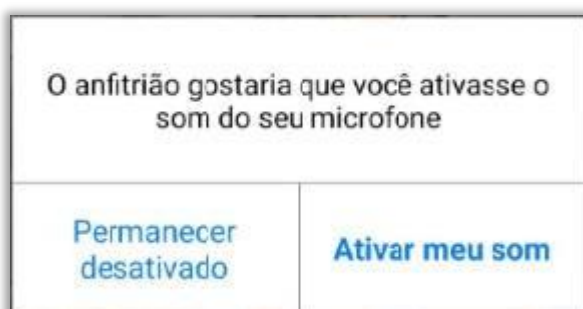 O anfitrião gostaria que você ativasse o
som do seu microfone
Permanecer
desativado
Ativar meu som